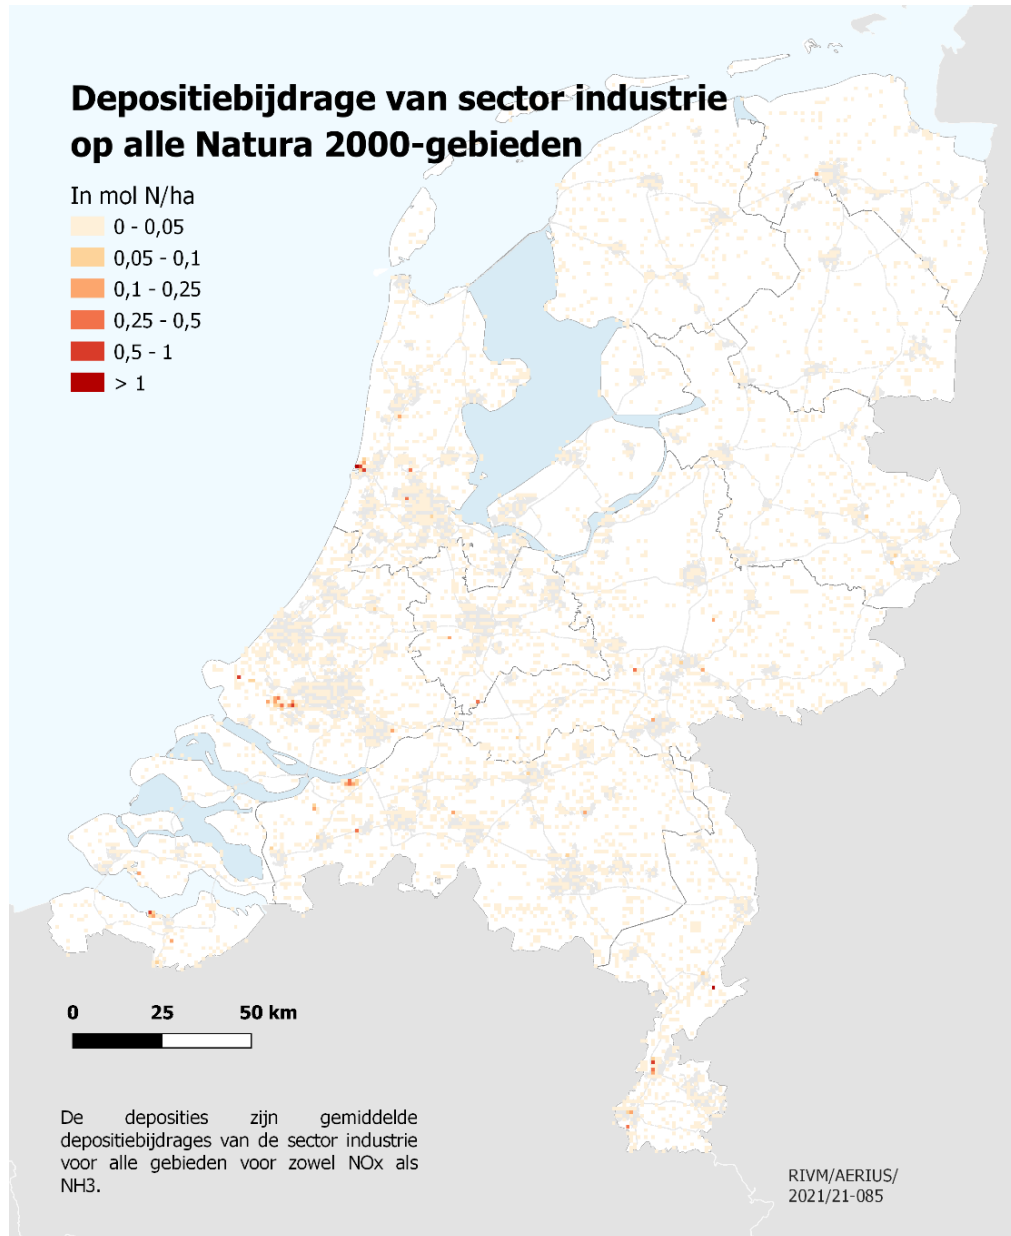 Depositiebijdrage van sector industrie
op alle Natura 2000-gebieden
In mol N/ha
0 - 0,05
0,05 - 0,1
0,1 - 0,25
0,25 - 0,5
0,5 - 1
> 1
0 25 50 km
De deposities zijn gemiddelde
depositiebijdrages van de sector industrie
voor alle gebieden voor zowel NOx als
NH3.
RIVM/AERIUS/
2021/21-085